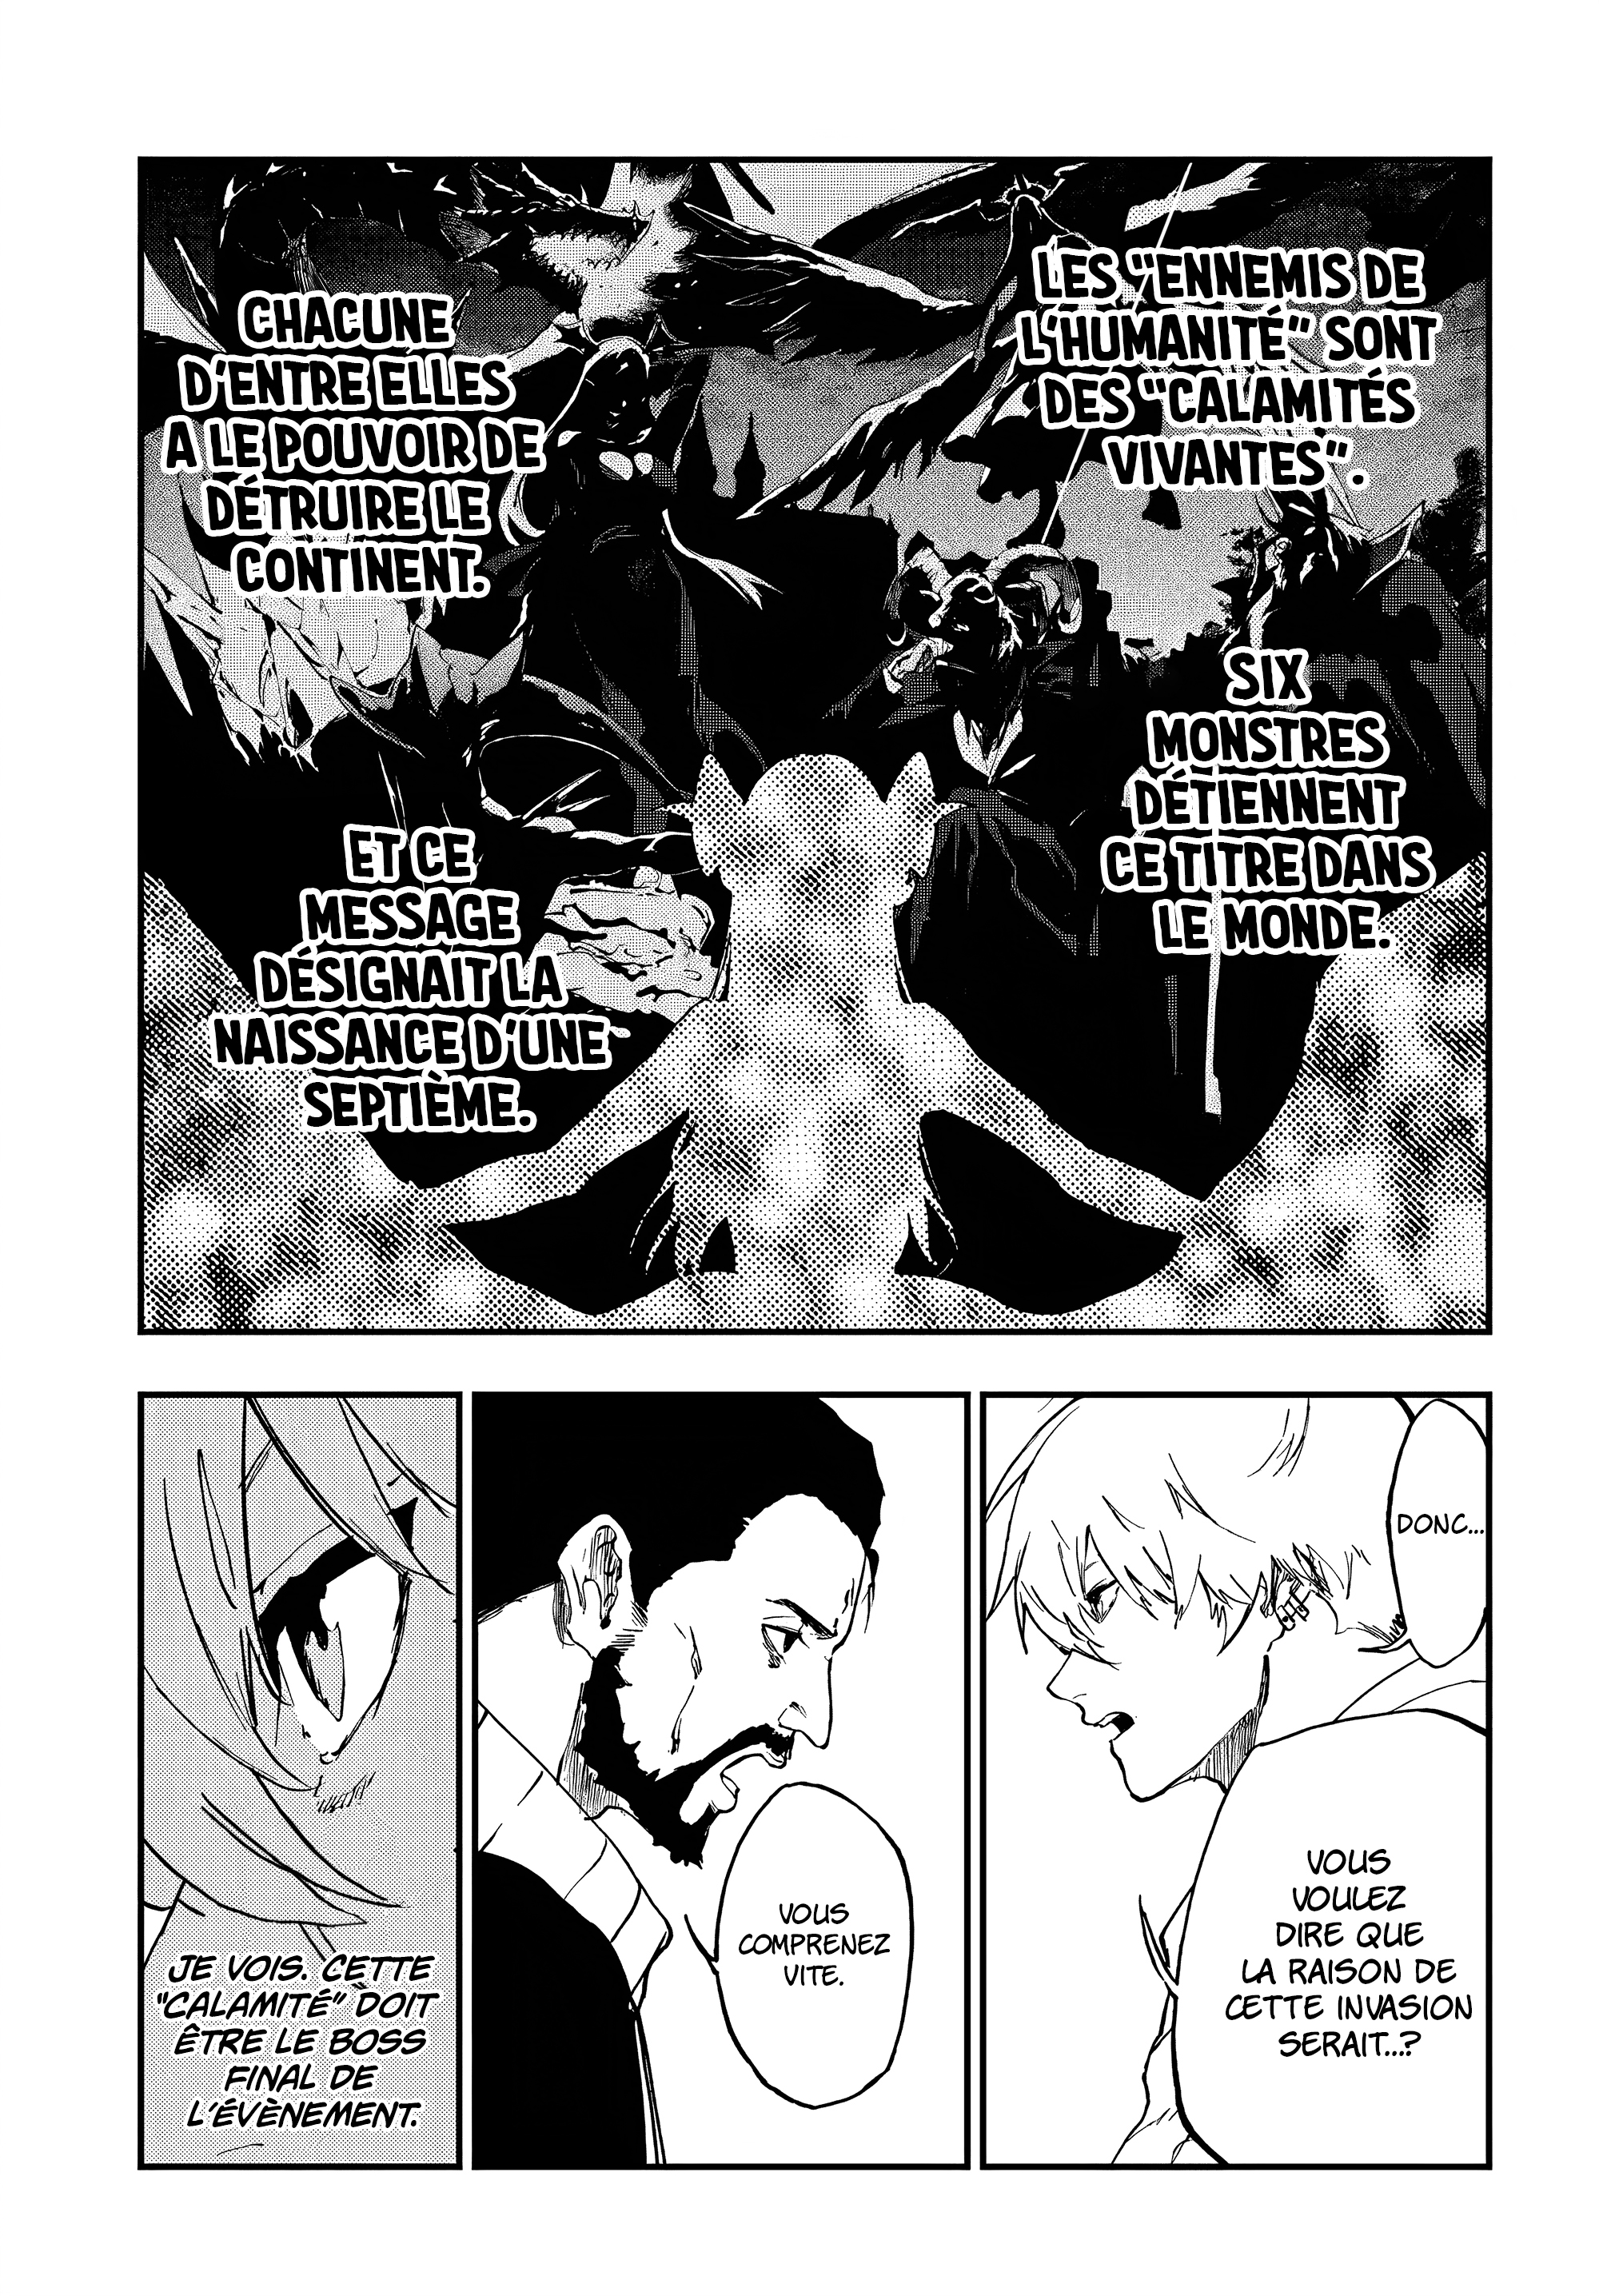 LES "ENNEMIS DE
L'HUMANITÉ" SONT
DES "CALAMITÉS
VIVANTES".
SIX
MONSTRES
DÉTIENNENT
CE TITRE DANS
LE MONDE.
CHACUNE
D'ENTRE ELLES
A LE POUVOIR DE
DÉTRUIRE LE
CONTINENT.
ET CE
MESSAGE
DÉSIGNAIT LA
NAISSANCE D'UNE
SEPTIÈME.
DONC...
VOUS
VOULEZ
DIRE QUE
LA RAISON DE
CETTE INVASION
SERAIT...?
VOUS
COMPRENEZ
VITE.
JE VOIS. CETTE
"CALAMITÉ" DOIT
ÊTRE LE BOSS
FINAL DE
L'ÉVÈNEMENT.